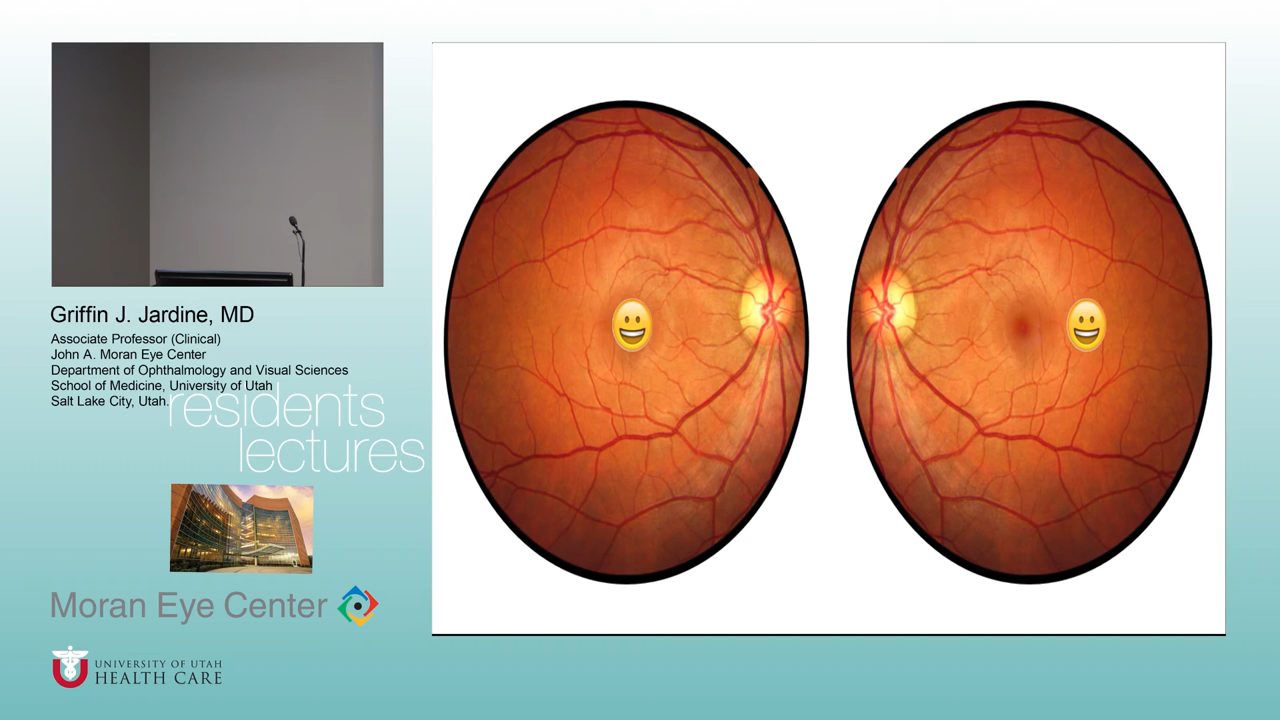 Griffin J. Jardine, MD
Associate Professor (Clinical)
John A. Moran Eye Center
Department of Ophthalmology and Visual Sciences
School of Medicine, University of Utah
Salt Lake City, Utah.
residents
lectures
Moran Eye Center
UNIVERSITY OF UTAH
HEALTH CARE